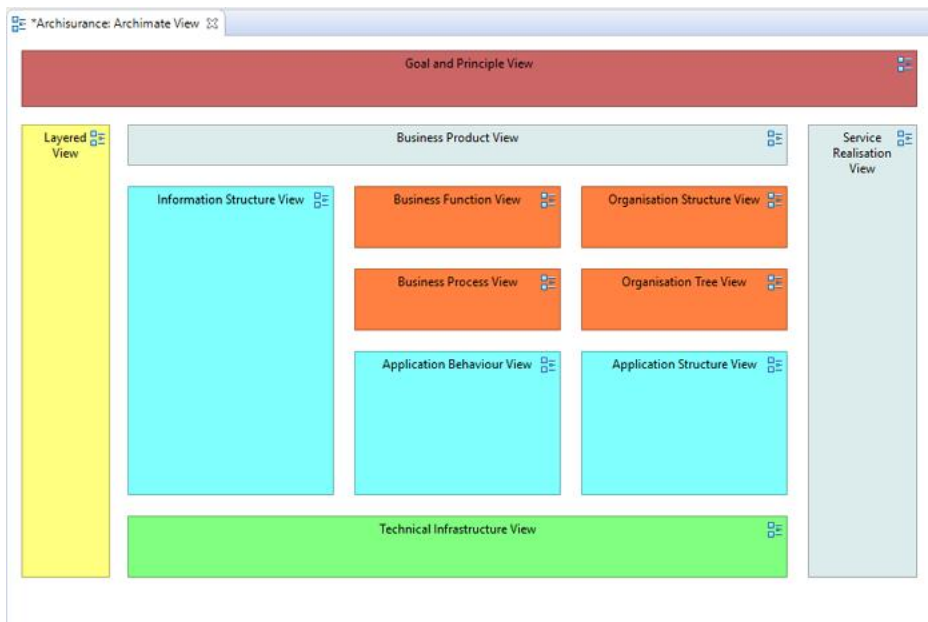 *Archisurance: Archimate View
Goal and Principle View
Layered
View
Business Product View
Service
Realisation
View
Information Structure View
Business Function View
Organisation Structure View
Business Process View
Organisation Tree View
Application Behaviour View
Application Structure View
Technical Infrastructure View